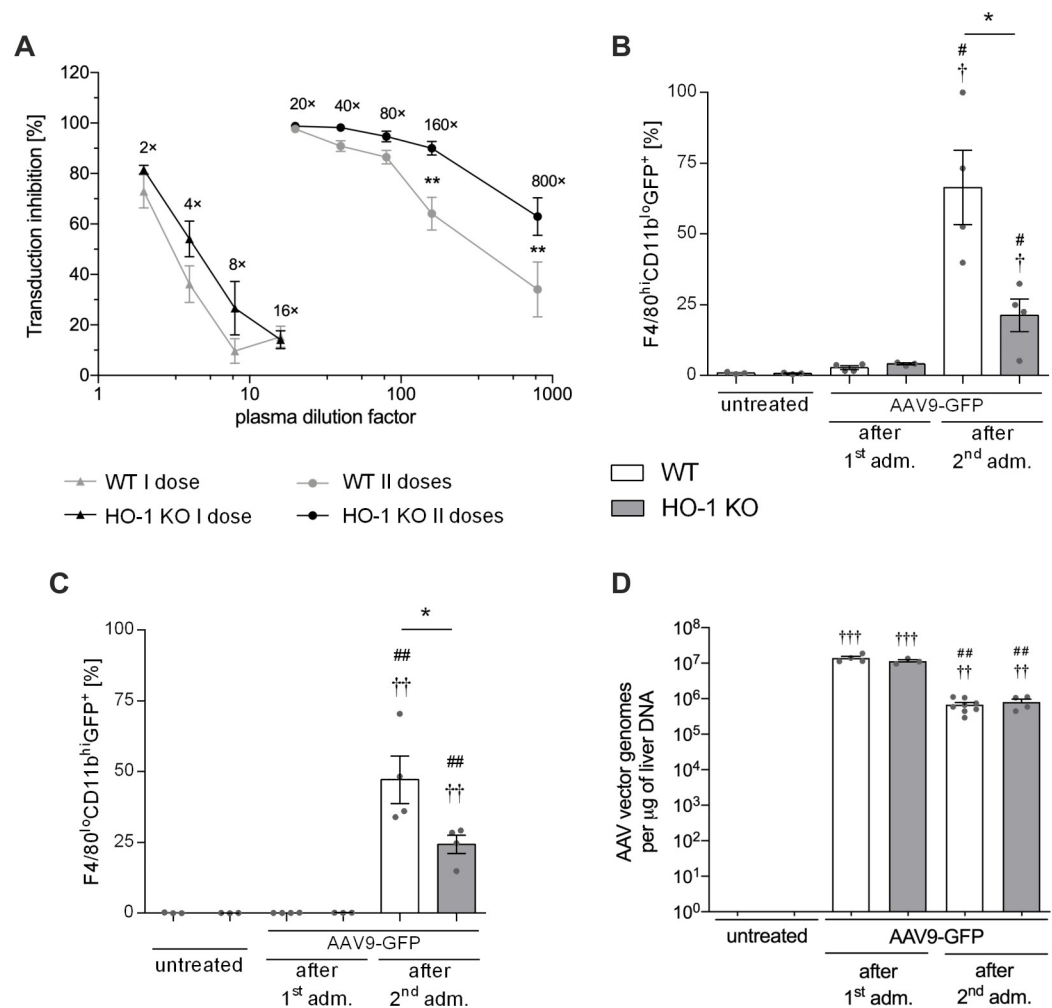 A
Transduction inhibition [%]
120
100
80
60
40
20
0
2×
4×
8×
16×
20×
40×
80×
160×
800×
**
**
1
10
100
1000
plasma dilution factor
WT I dose
WT II doses
HO-1 KO I dose
HO-1 KO II doses
B
F4/80ʰⁱCD11bˡᵒGFP⁺ [%]
100
75
50
25
0
*
#
†
#
†
untreated
AAV9-GFP
after
1ˢᵗ adm.
after
2ⁿᵈ adm.
WT
HO-1 KO
C
F4/80ˡᵒCD11bʰⁱGFP⁺ [%]
100
75
50
25
0
*
##
††
##
††
untreated
AAV9-GFP
after
1ˢᵗ adm.
after
2ⁿᵈ adm.
D
AAV vector genomes
per µg of liver DNA
10⁸
10⁷
10⁶
10⁵
10⁴
10³
10²
10¹
10⁰
†††
†††
##
††
##
††
untreated
AAV9-GFP
after
1ˢᵗ adm.
after
2ⁿᵈ adm.